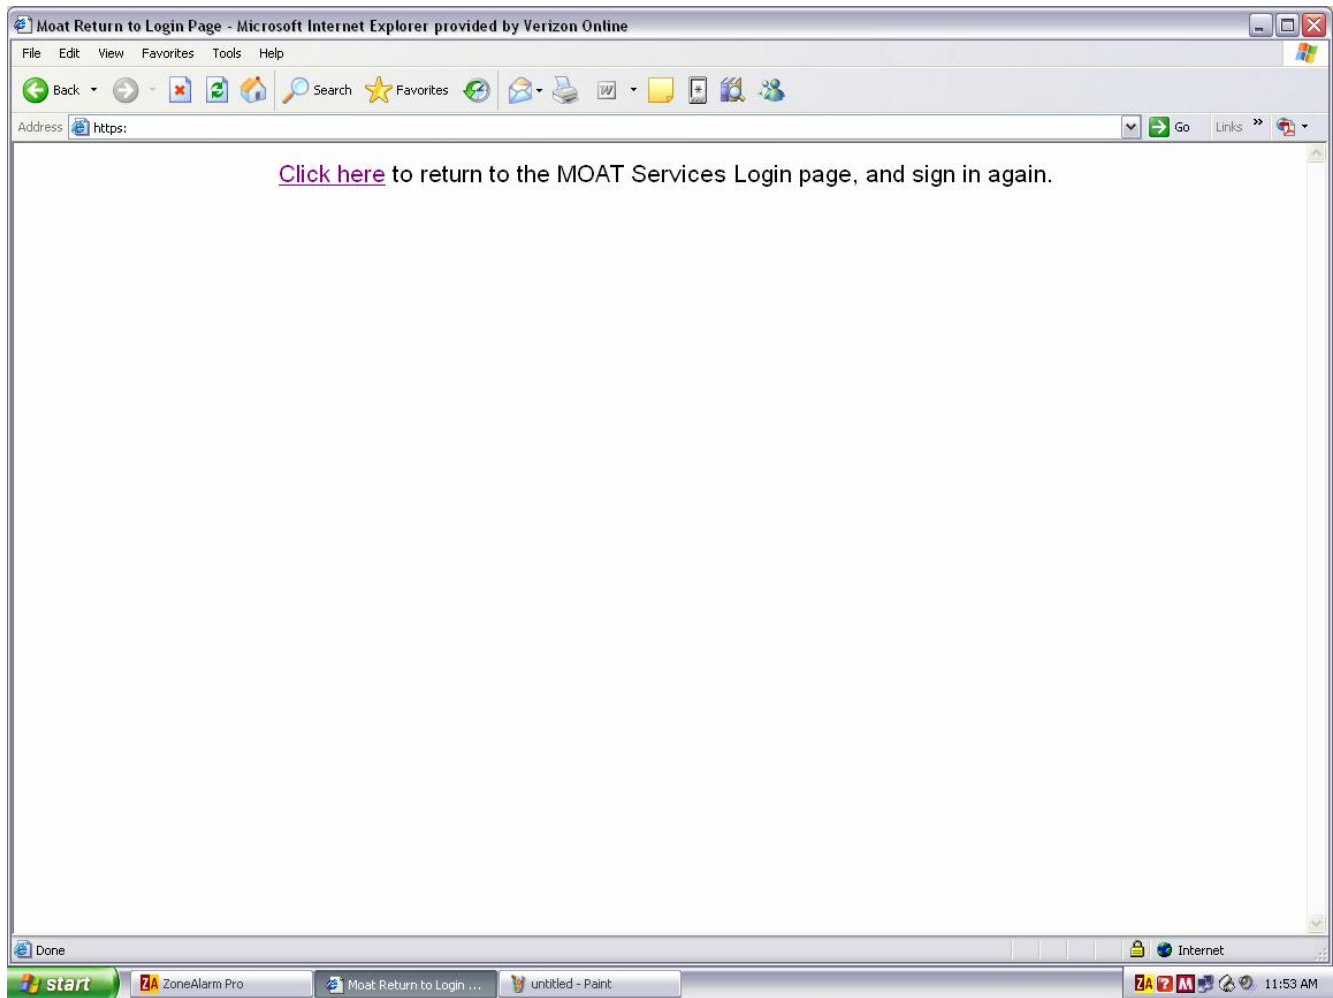 Moat Return to Login Page - Microsoft Internet Explorer provided by Verizon Online
File Edit View Favorites Tools Help
Back Search Favorites W
Address https: Go Links »
Click here to return to the MOAT Services Login page, and sign in again.
Done Internet
start ZA ZoneAlarm Pro Moat Return to Login ... untitled - Paint ZA ? M 11:53 AM